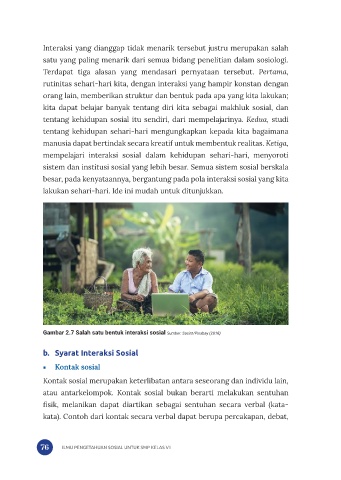 Interaksi yang dianggap tidak menarik tersebut justru merupakan salah
satu yang paling menarik dari semua bidang penelitian dalam sosiologi.
Terdapat tiga alasan yang mendasari pernyataan tersebut. Pertama,
rutinitas sehari-hari kita, dengan interaksi yang hampir konstan dengan
orang lain, memberikan struktur dan bentuk pada apa yang kita lakukan;
kita dapat belajar banyak tentang diri kita sebagai makhluk sosial, dan
tentang kehidupan sosial itu sendiri, dari mempelajarinya. Kedua, studi
tentang kehidupan sehari-hari mengungkapkan kepada kita bagaimana
manusia dapat bertindak secara kreatif untuk membentuk realitas. Ketiga,
mempelajari interaksi sosial dalam kehidupan sehari-hari, menyoroti
sistem dan institusi sosial yang lebih besar. Semua sistem sosial berskala
besar, pada kenyataannya, bergantung pada pola interaksi sosial yang kita
lakukan sehari-hari. Ide ini mudah untuk ditunjukkan.
Gambar 2.7 Salah satu bentuk interaksi sosial Sumber: Sasint/Pixabay (2016)
b. Syarat Interaksi Sosial
• Kontak sosial
Kontak sosial merupakan keterlibatan antara seseorang dan individu lain,
atau antarkelompok. Kontak sosial bukan berarti melakukan sentuhan
fisik, melainkan dapat diartikan sebagai sentuhan secara verbal (kata-
kata). Contoh dari kontak secara verbal dapat berupa percakapan, debat,
76 ILMU PENGETAHUAN SOSIAL UNTUK SMP KELAS VII